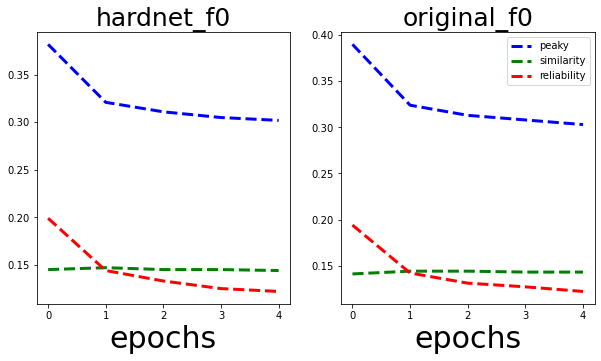 hardnet_f0
0.35
0.30
0.25
0.20
0.15
0 1 2 3 4
epochs
original_f0
0.40
0.35
0.30
0.25
0.20
0.15
peaky
similarity
reliability
0 1 2 3 4
epochs